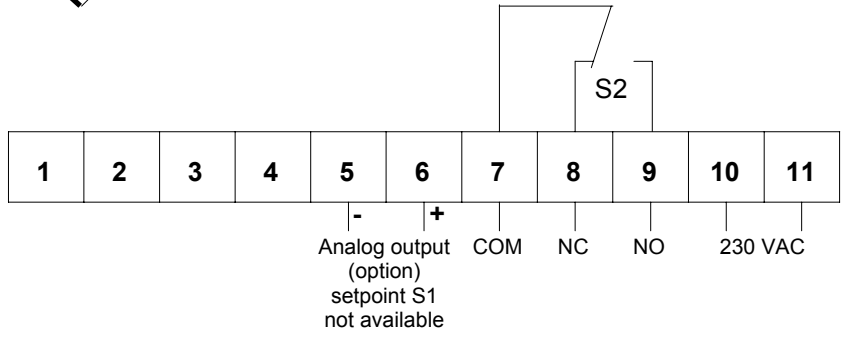 S2
1 2 3 4 5 6 7 8 9 10 11
- +
Analog output COM NC NO 230 VAC
(option)
setpoint S1
not available